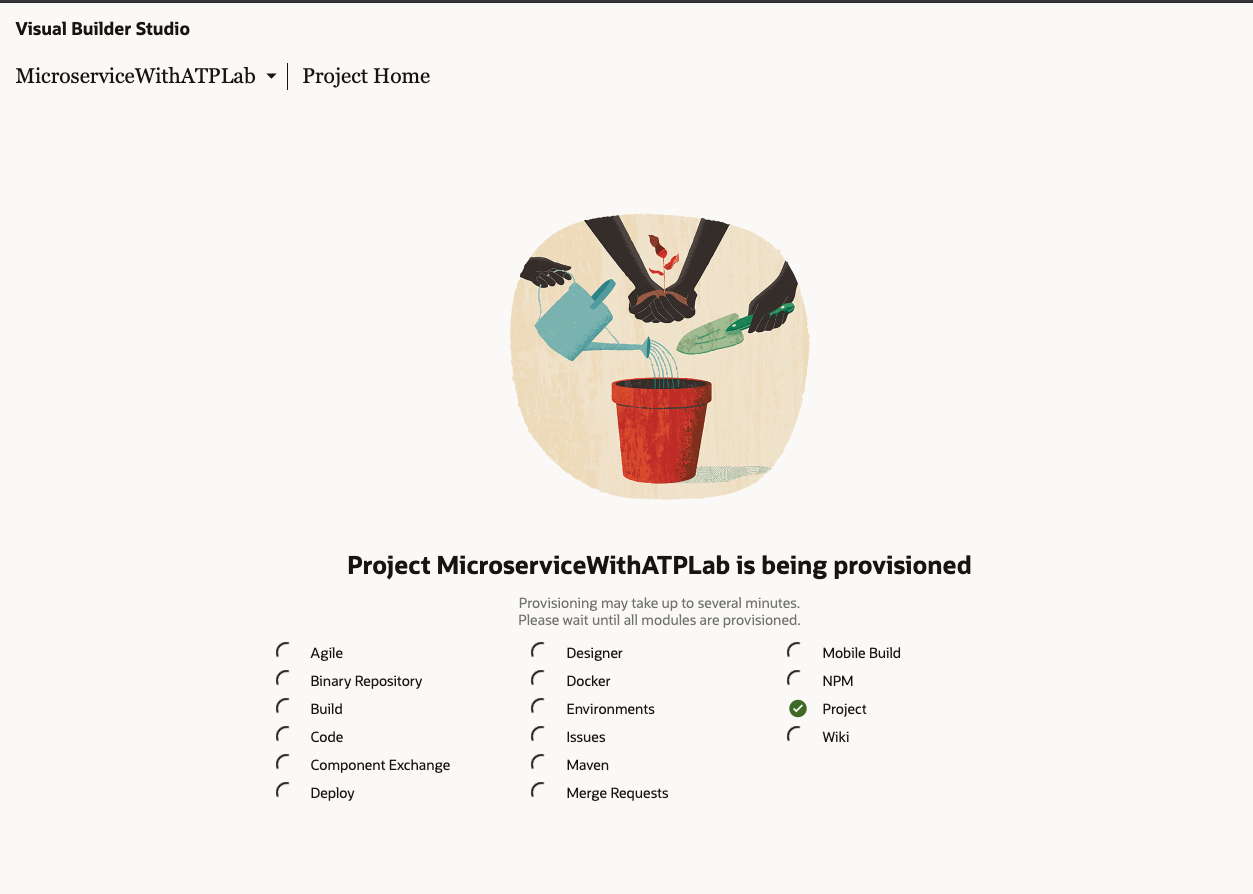 Visual Builder Studio
MicroserviceWithATPLab
Project Home
Project MicroserviceWithATPLab is being provisioned
Provisioning may take up to several minutes.
Please wait until all modules are provisioned.
Agile
Binary Repository
Build
Code
Component Exchange
Deploy
Designer
Docker
Environments
Issues
Maven
Merge Requests
Mobile Build
NPM
Project
Wiki